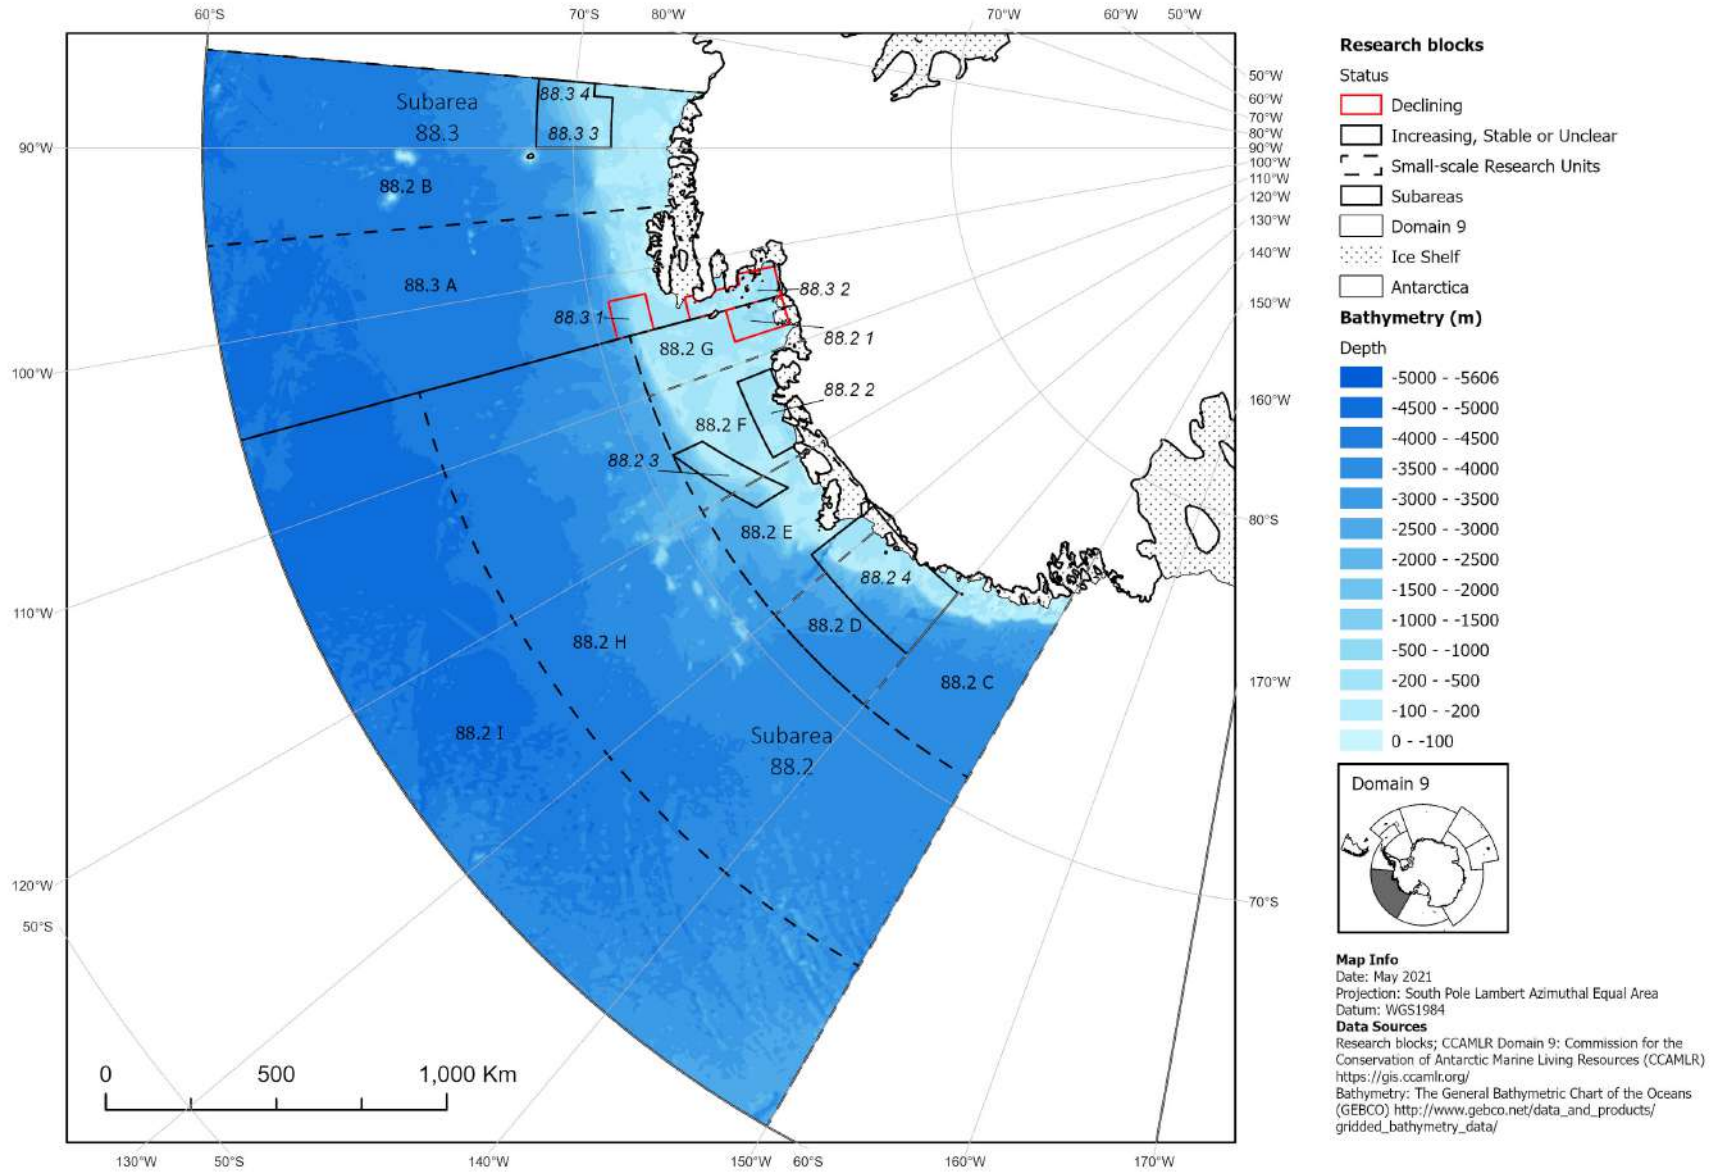 60°S
70°S
80°W
70°W
60°W
50°W
Subarea
88.3
88.3 4
88.3 3
90°W
88.2 B
88.3 A
88.3 1
88.3 2
88.2 1
88.2 G
88.2 2
88.2 F
88.2 3
88.2 E
88.2 4
88.2 D
88.2 H
88.2 C
88.2 I
Subarea
88.2
100°W
110°W
120°W
50°S
50°W
60°W
70°W
80°W
90°W
100°W
110°W
120°W
130°W
140°W
150°W
160°W
80°S
170°W
70°S
0
500
1,000 Km
130°W
50°S
140°W
150°W
60°S
160°W
170°W
Research blocks
Status
Declining
Increasing, Stable or Unclear
Small-scale Research Units
Subareas
Domain 9
Ice Shelf
Antarctica
Bathymetry (m)
Depth
-5000 - -5606
-4500 - -5000
-4000 - -4500
-3500 - -4000
-3000 - -3500
-2500 - -3000
-2000 - -2500
-1500 - -2000
-1000 - -1500
-500 - -1000
-200 - -500
-100 - -200
0 - -100
Domain 9
Map Info
Date: May 2021
Projection: South Pole Lambert Azimuthal Equal Area
Datum: WGS1984
Data Sources
Research blocks; CCAMLR Domain 9: Commission for the
Conservation of Antarctic Marine Living Resources (CCAMLR)
https://gis.ccamlr.org/
Bathymetry: The General Bathymetric Chart of the Oceans
(GEBCO) http://www.gebco.net/data_and_products/
gridded_bathymetry_data/